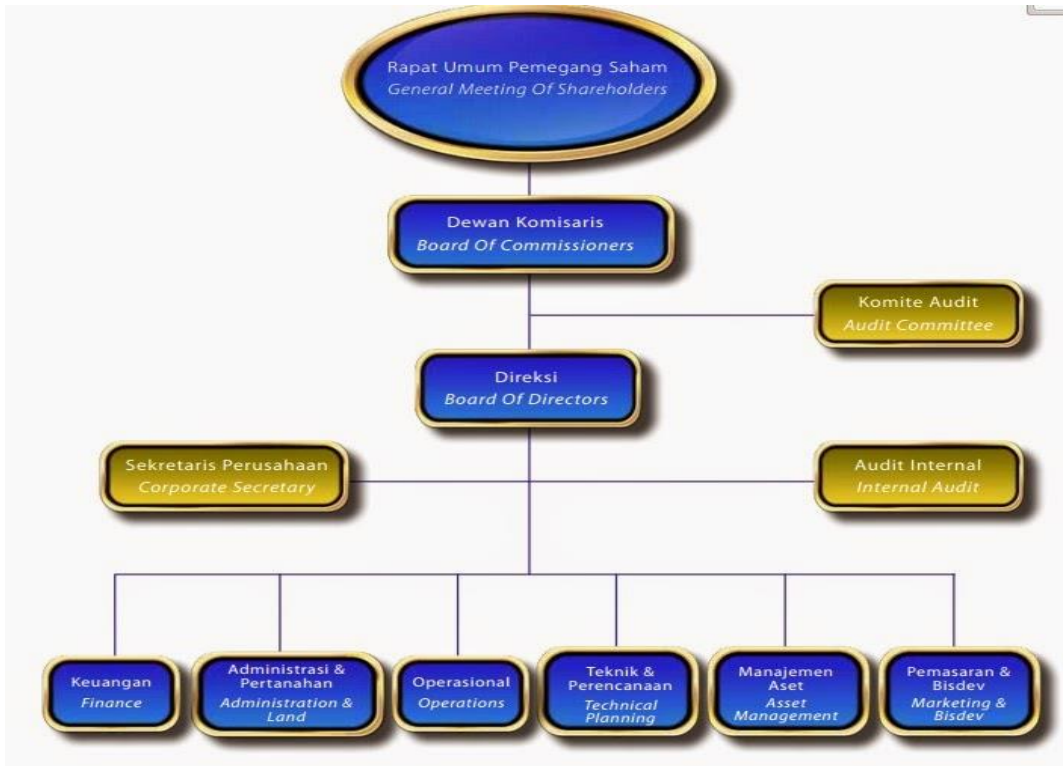 Rapat Umum Pemegang Saham
General Meeting Of Shareholders
Dewan Komisaris
Board Of Commissioners
Komite Audit
Audit Committee
Direksi
Board Of Directors
Sekretaris Perusahaan
Corporate Secretary
Audit Internal
Internal Audit
Keuangan
Finance
Administrasi &
Pertanahan
Administration &
Land
Operasional
Operations
Teknik &
Perencanaan
Technical
Planning
Manajemen
Aset
Asset
Management
Pemasaran &
Bisdev
Marketing &
Bisdev